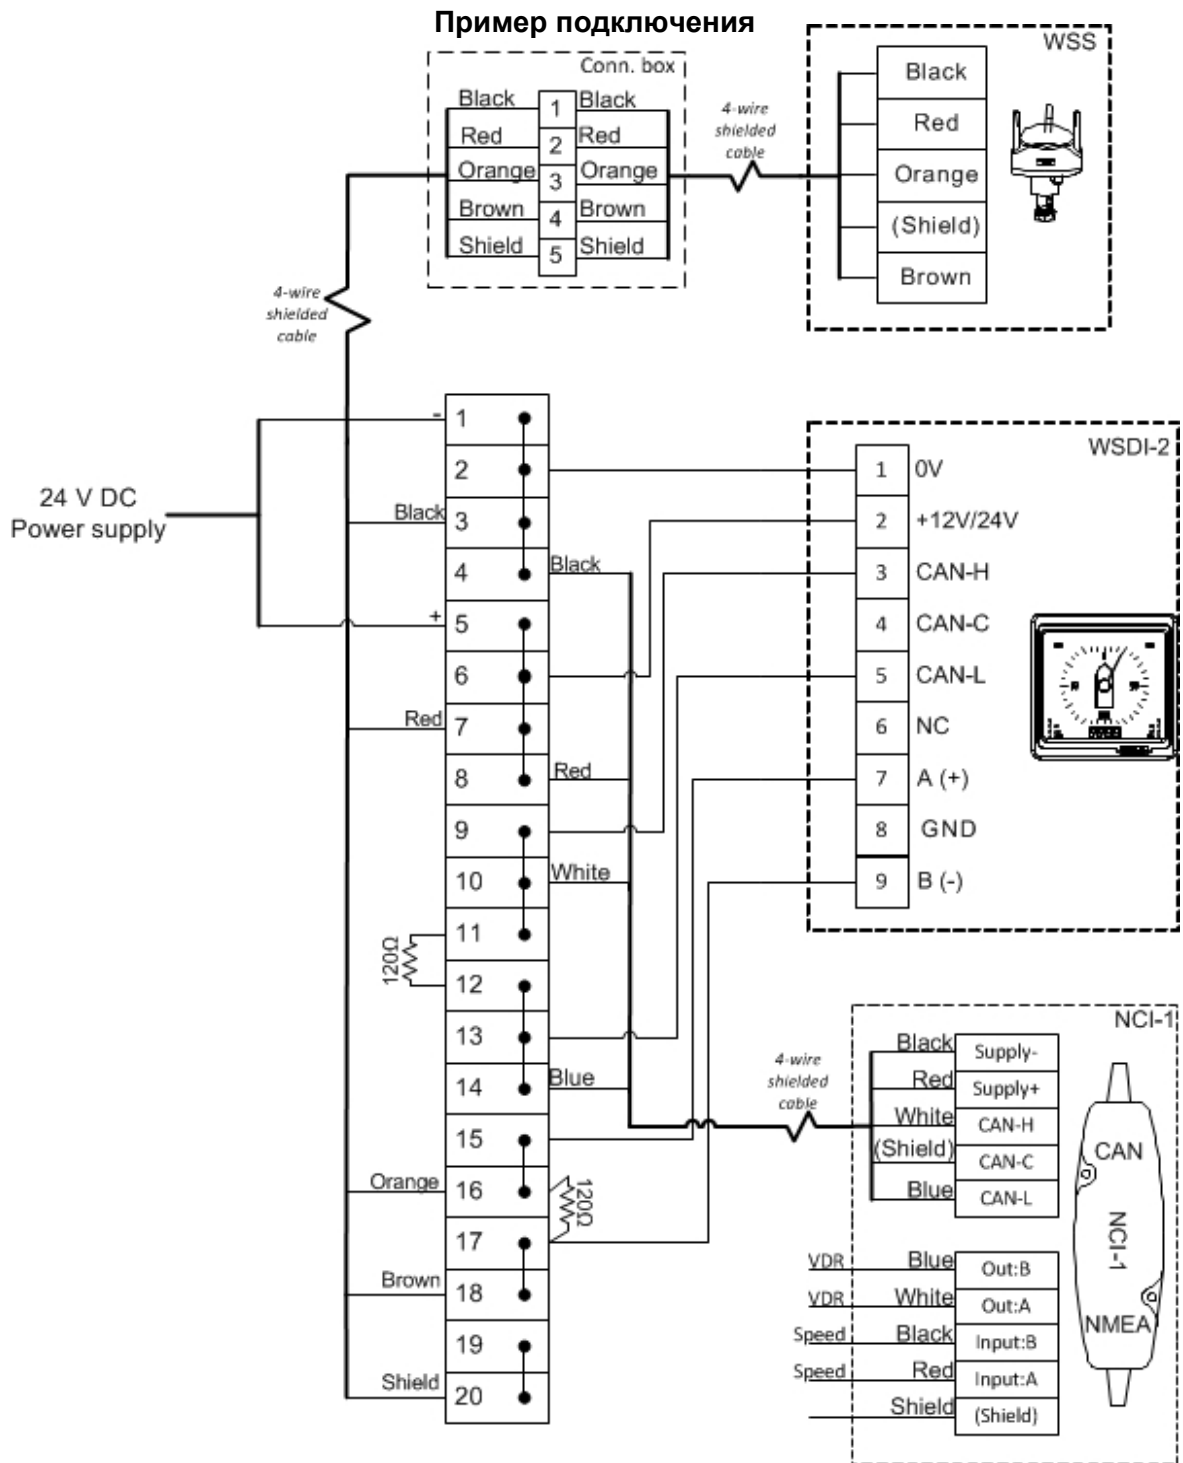 Пример подключения
Conn. box
Black 1 Black
Red 2 Red
Orange 3 Orange
Brown 4 Brown
Shield 5 Shield
4-wire
shielded
cable
WSS
Black
Red
Orange
(Shield)
Brown
4-wire
shielded
cable
24 V DC
Power supply
- 1
2
Black 3
4 Black
+ 5
6
Red 7
8 Red
9
10 White
11
120Ω
12
13
14 Blue
15
Orange 16
120Ω
17
Brown 18
19
Shield 20
WSDI-2
1 0V
2 +12V/24V
3 CAN-H
4 CAN-C
5 CAN-L
6 NC
7 A (+)
8 GND
9 B (-)
4-wire
shielded
cable
NCI-1
Black Supply-
Red Supply+
White CAN-H
(Shield) CAN-C
Blue CAN-L
VDR Blue Out:B
VDR White Out:A
Speed Black Input:B
Speed Red Input:A
Shield (Shield)
CAN
NCI-1
NMEA